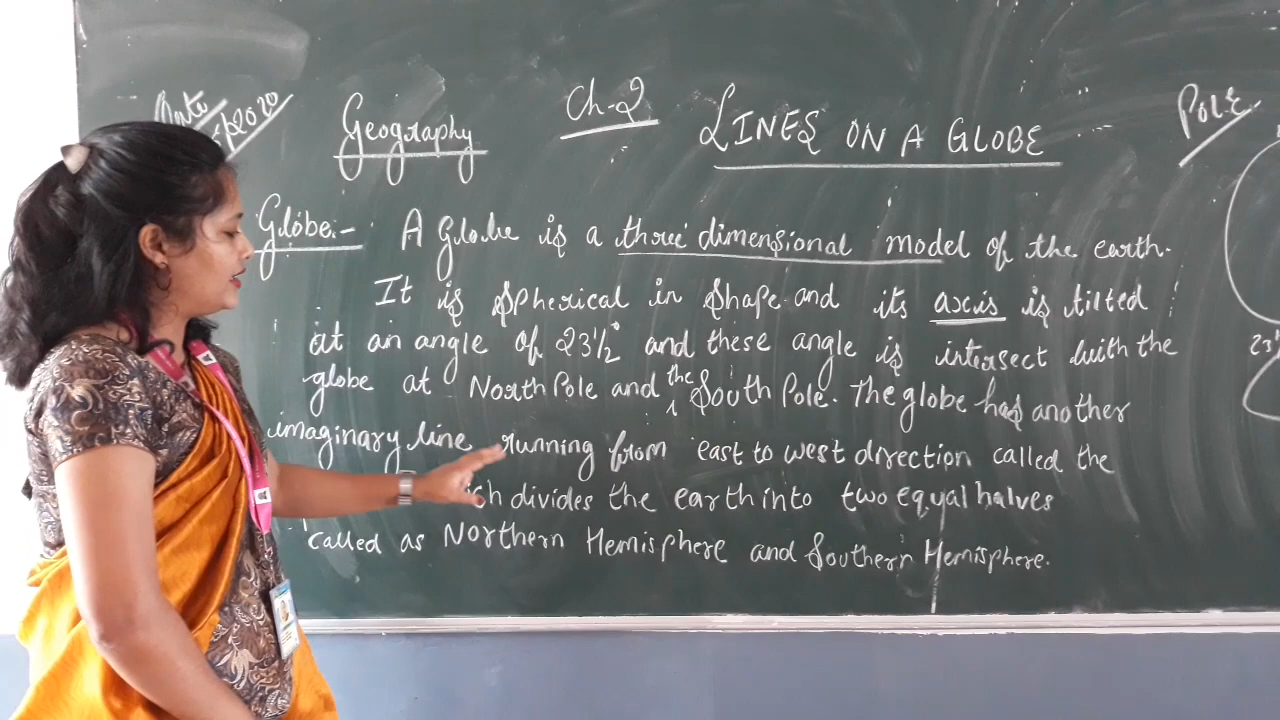 Date
2020
Geography
Ch-2
LINES ON A GLOBE
Pole
Globe:- A globe is a three dimensional model of the earth.
It is spherical in shape and its axis is tilted
at an angle of 23½° and these angle is intersect with the
globe at North Pole and the South Pole. The globe has another
imaginary line running from east to west direction called the
divides the earth into two equal halves
called as Northern Hemisphere and Southern Hemisphere.